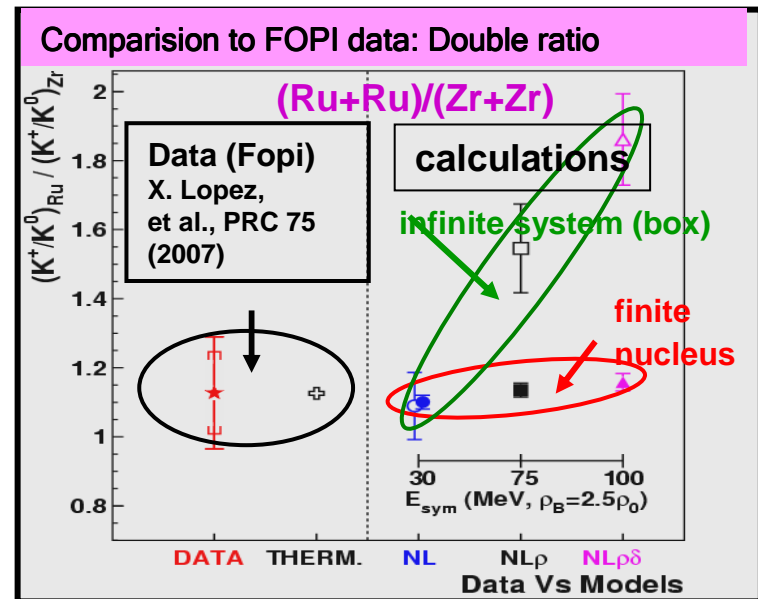 Comparision to FOPI data: Double ratio
(K⁺/K⁰)Ru / (K⁺/K⁰)Zr
(Ru+Ru)/(Zr+Zr)
Data (Fopi)
X. Lopez,
et al., PRC 75
(2007)
calculations
infinite system (box)
finite
nucleus
2
1.8
1.6
1.4
1.2
1
0.8
30 75 100
E_sym (MeV, ρ_B=2.5ρ₀)
DATA THERM. NL NLρ NLρδ
Data Vs Models